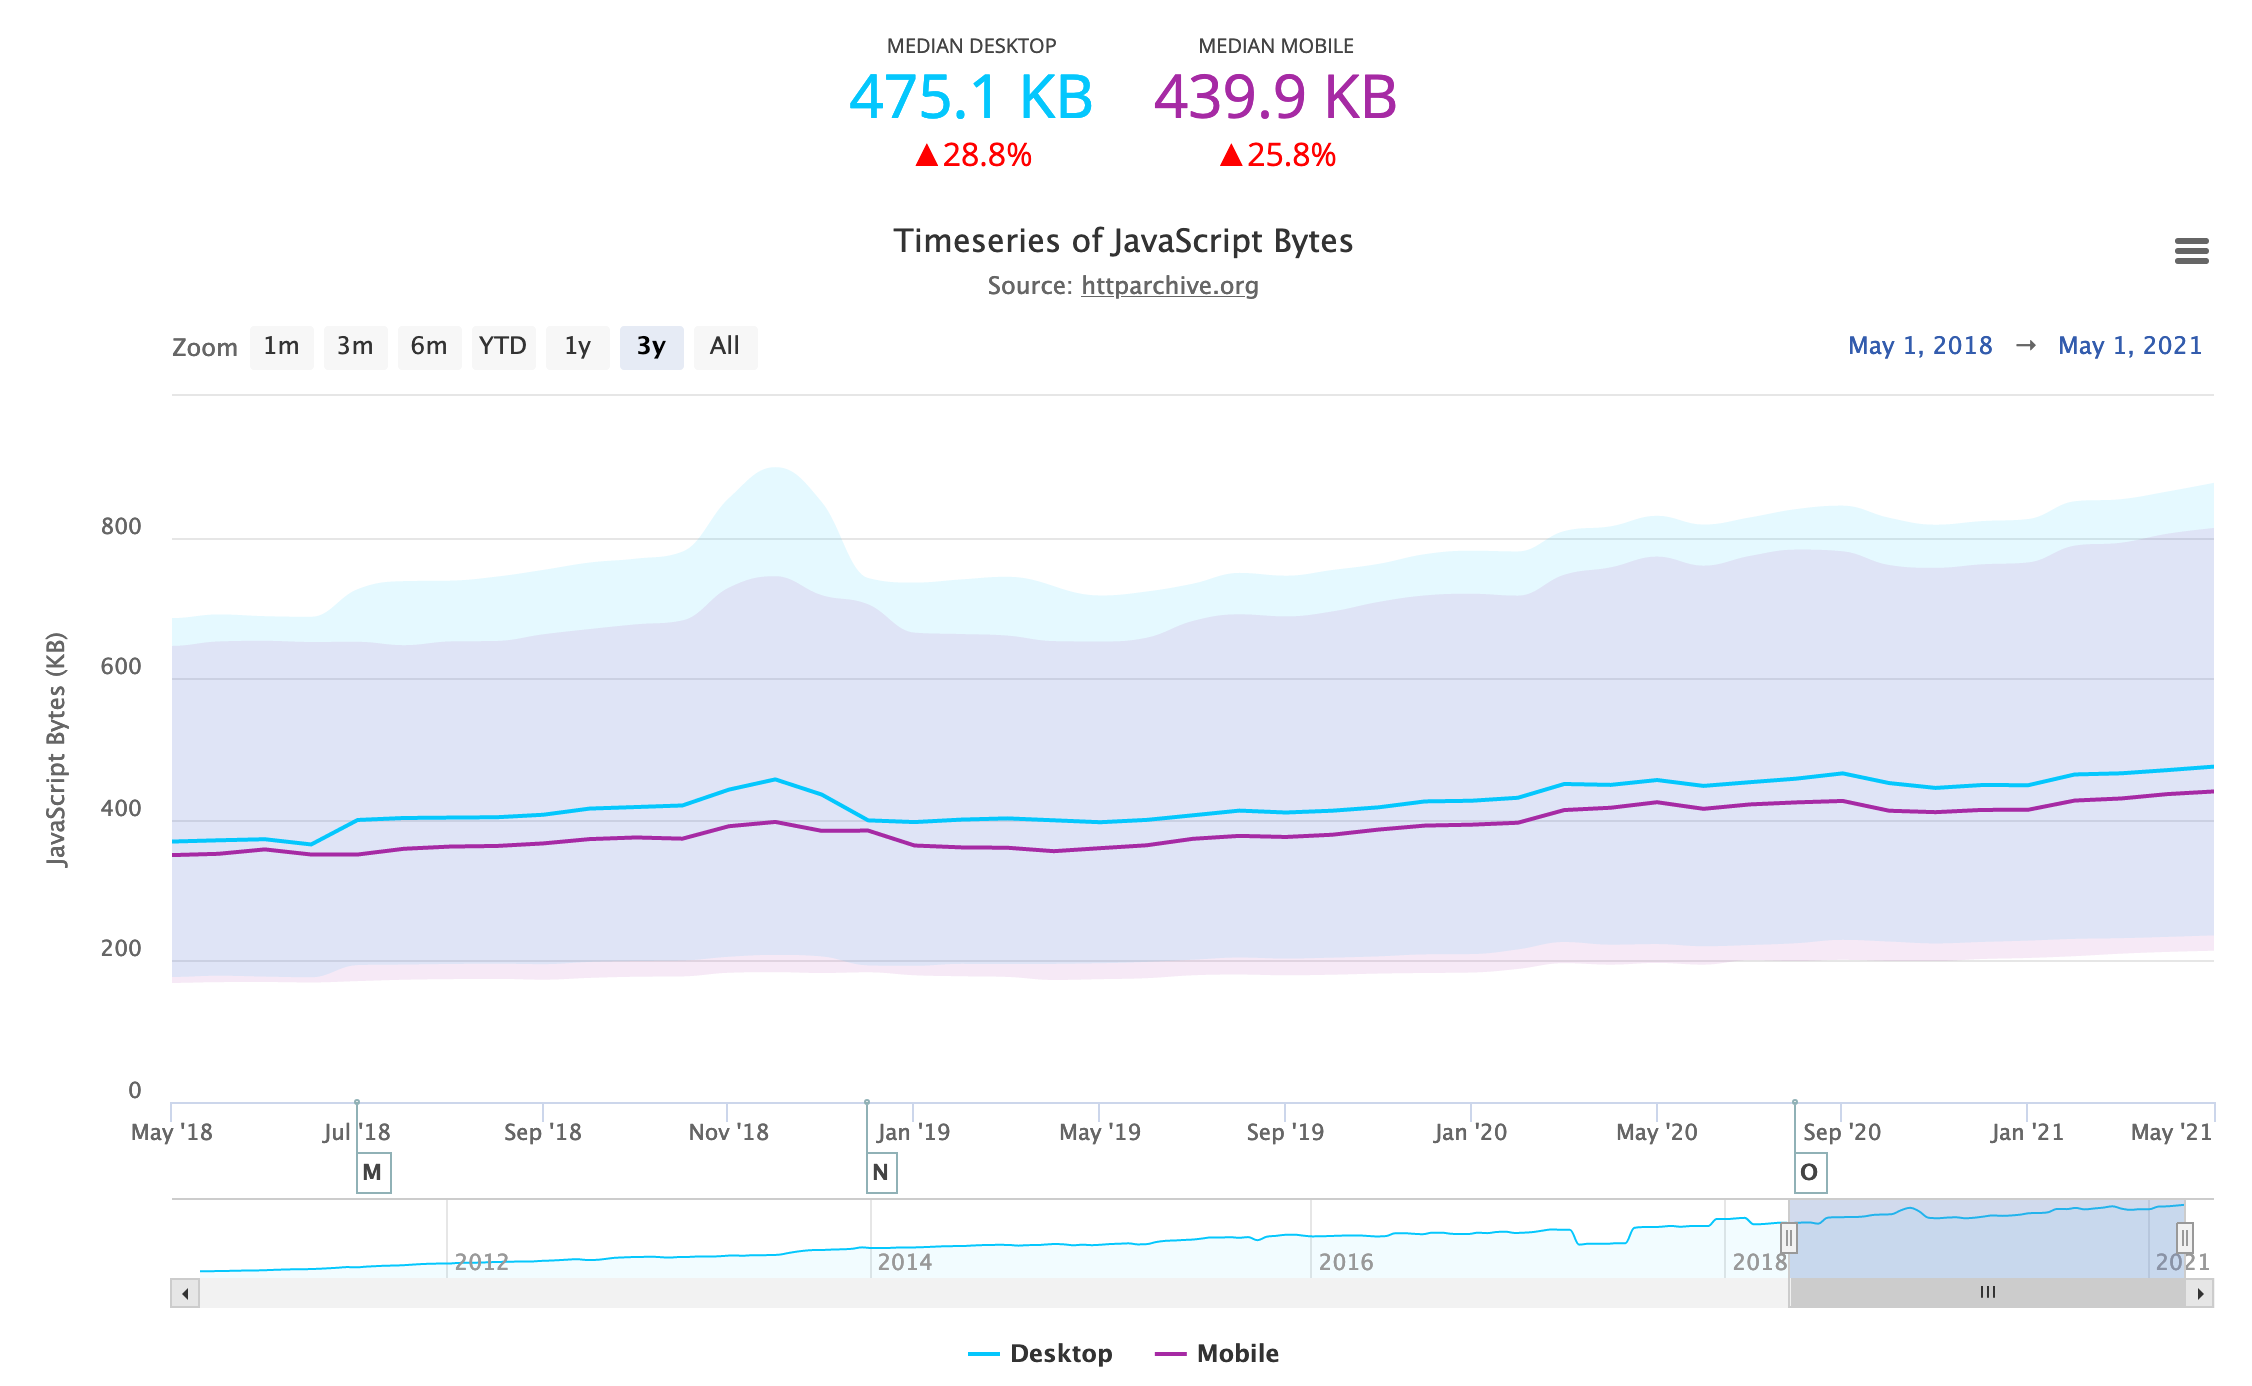 MEDIAN DESKTOP MEDIAN MOBILE
475.1 KB 439.9 KB
▲28.8% ▲25.8%
Timeseries of JavaScript Bytes
Source: httparchive.org
Zoom 1m 3m 6m YTD 1y 3y All May 1, 2018 → May 1, 2021
JavaScript Bytes (KB)
800
600
400
200
0
May '18 Jul '18 Sep '18 Nov '18 Jan '19 May '19 Sep '19 Jan '20 May '20 Sep '20 Jan '21 May '21
M N O
2012 2014 2016 2018 2021
Desktop Mobile